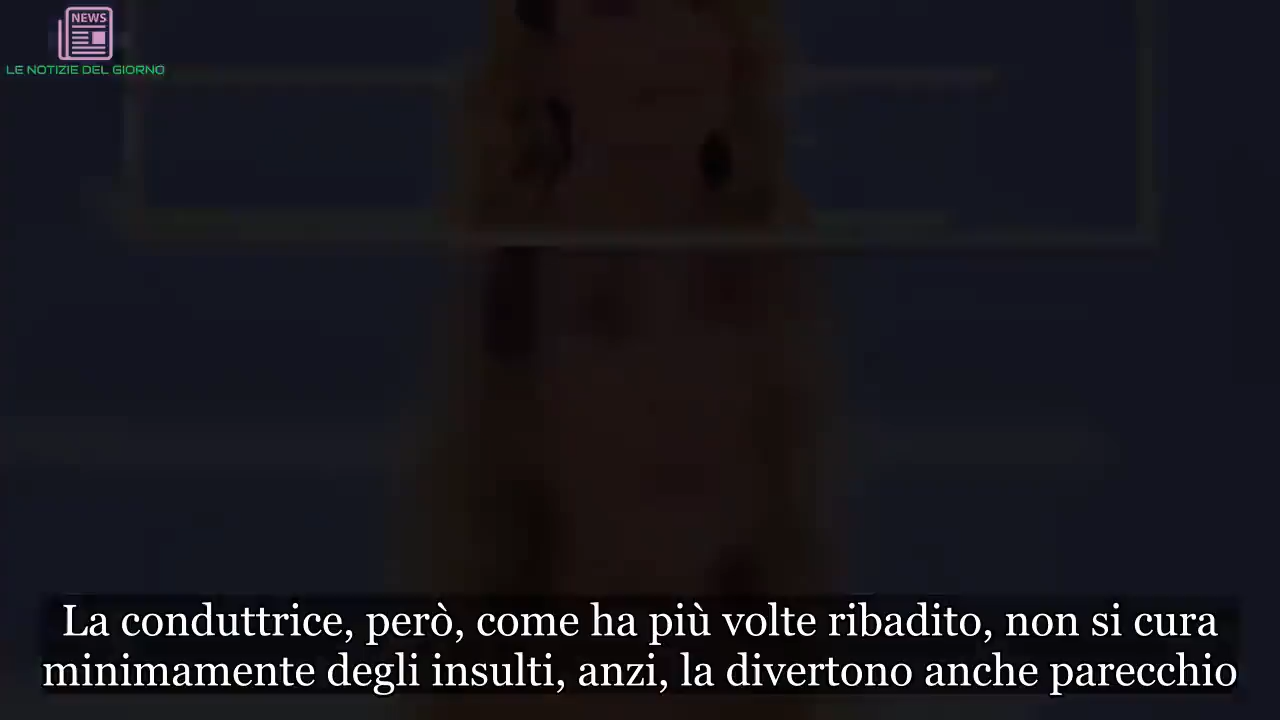 NEWS
LE NOTIZIE DEL GIORNO
La conduttrice, però, come ha più volte ribadito, non si cura
minimamente degli insulti, anzi, la divertono anche parecchio